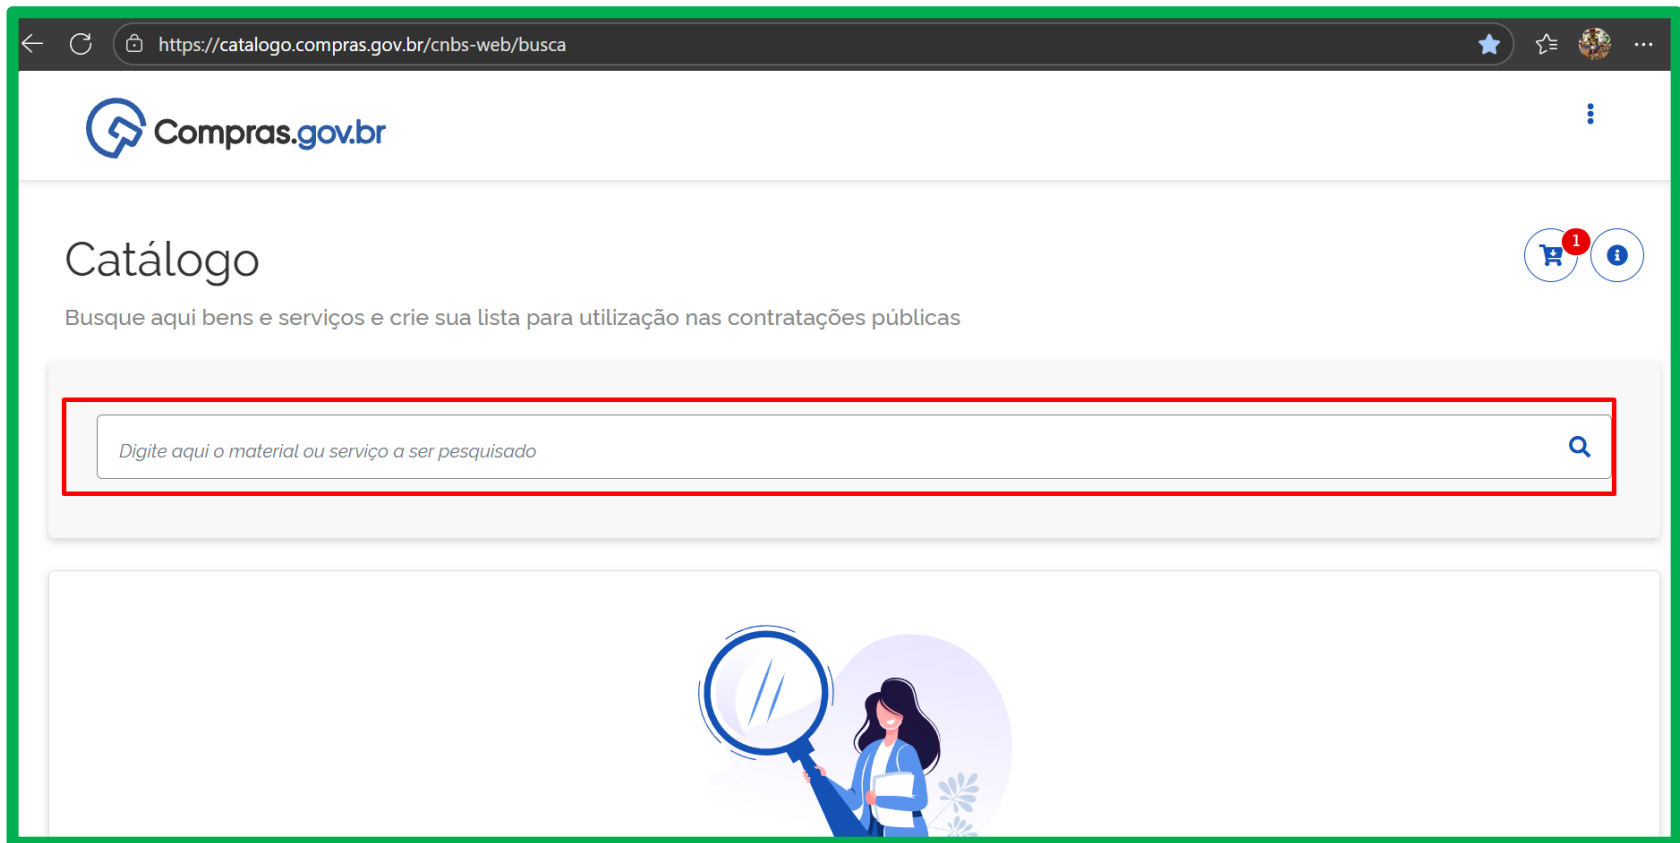 https://catalogo.compras.gov.br/cnbs-web/busca
Compras.gov.br
Catálogo
1
Busque aqui bens e serviços e crie sua lista para utilização nas contratações públicas
Digite aqui o material ou serviço a ser pesquisado